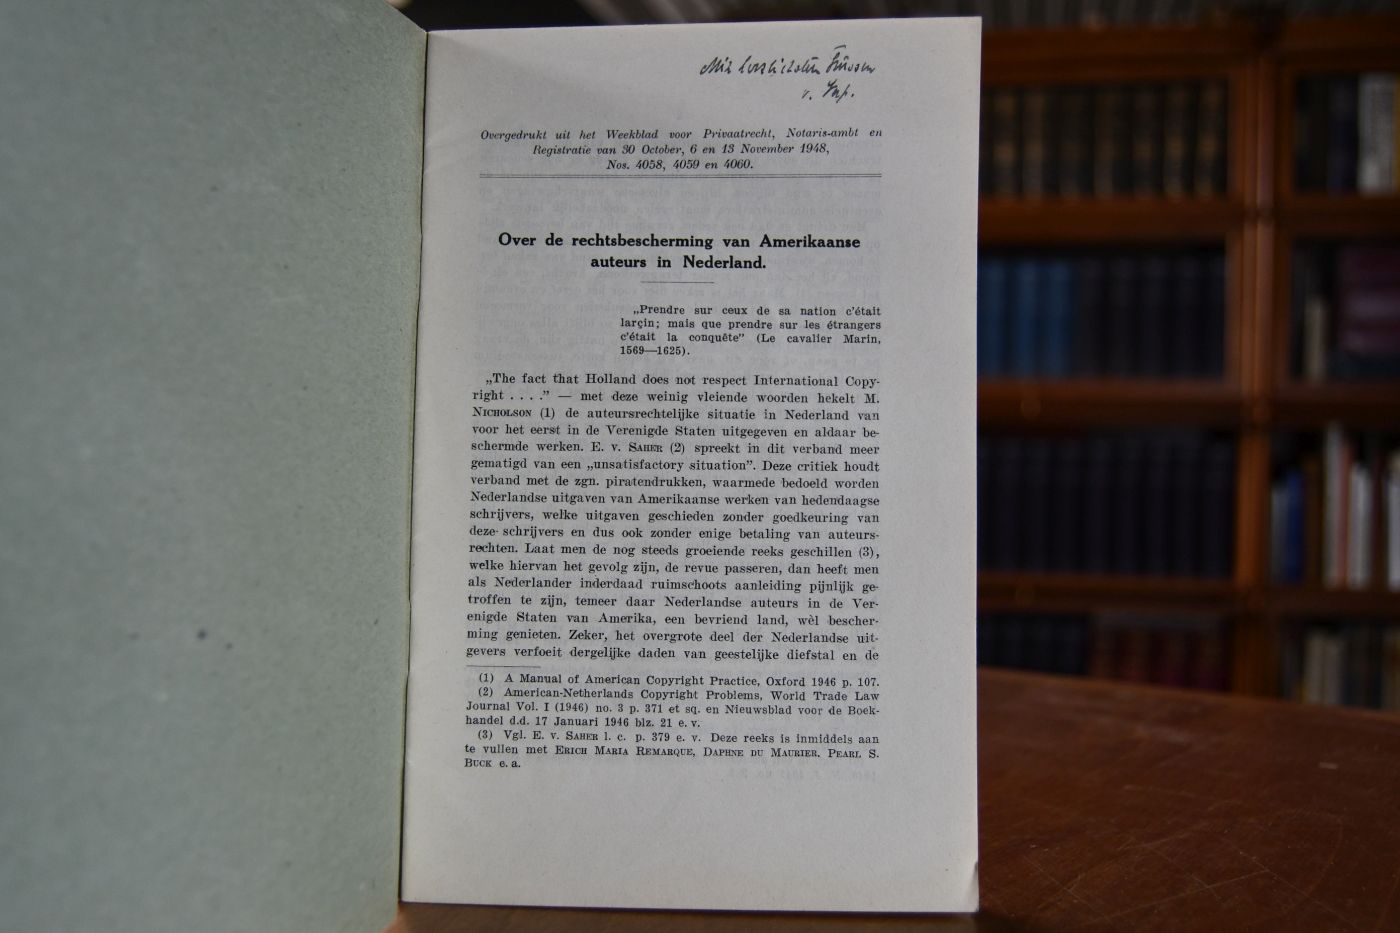 Mit herzlichsten Grüssen
v.
Overgedrukt uit het Weekblad voor Privaatrecht, Notaris-ambt en
Registratie van 30 October, 6 en 13 November 1948,
Nos. 4058, 4059 en 4060.
Over de rechtsbescherming van Amerikaanse
auteurs in Nederland.
„Prendre sur ceux de sa nation c'était
larçin; mais que prendre sur les étrangers
c'était la conquête” (Le cavalier Marin,
1569—1625).
„The fact that Holland does not respect International Copy-
right . . . .” — met deze weinig vleiende woorden hekelt M.
NICHOLSON (1) de auteursrechtelijke situatie in Nederland van
voor het eerst in de Verenigde Staten uitgegeven en aldaar be-
schermde werken. E. v. SAHER (2) spreekt in dit verband meer
gematigd van een „unsatisfactory situation”. Deze critiek houdt
verband met de zgn. piratendrukken, waarmede bedoeld worden
Nederlandse uitgaven van Amerikaanse werken van hedendaagse
schrijvers, welke uitgaven geschieden zonder goedkeuring van
deze schrijvers en dus ook zonder enige betaling van auteurs-
rechten. Laat men de nog steeds groeiende reeks geschillen (3),
welke hiervan het gevolg zijn, de revue passeren, dan heeft men
als Nederlander inderdaad ruimschoots aanleiding pijnlijk ge-
troffen te zijn, temeer daar Nederlandse auteurs in de Ver-
enigde Staten van Amerika, een bevriend land, wèl bescher-
ming genieten. Zeker, het overgrote deel der Nederlandse uit-
gevers verfoeit dergelijke daden van geestelijke diefstal en de
(1) A Manual of American Copyright Practice, Oxford 1946 p. 107.
(2) American-Netherlands Copyright Problems, World Trade Law
Journal Vol. I (1946) no. 3 p. 371 et sq. en Nieuwsblad voor de Boek-
handel d.d. 17 Januari 1946 blz. 21 e. v.
(3) Vgl. E. v. SAHER l. c. p. 379 e. v. Deze reeks is inmiddels aan
te vullen met ERICH MARIA REMARQUE, DAPHNE DU MAURIER. PEARL S.
BUCK e. a.